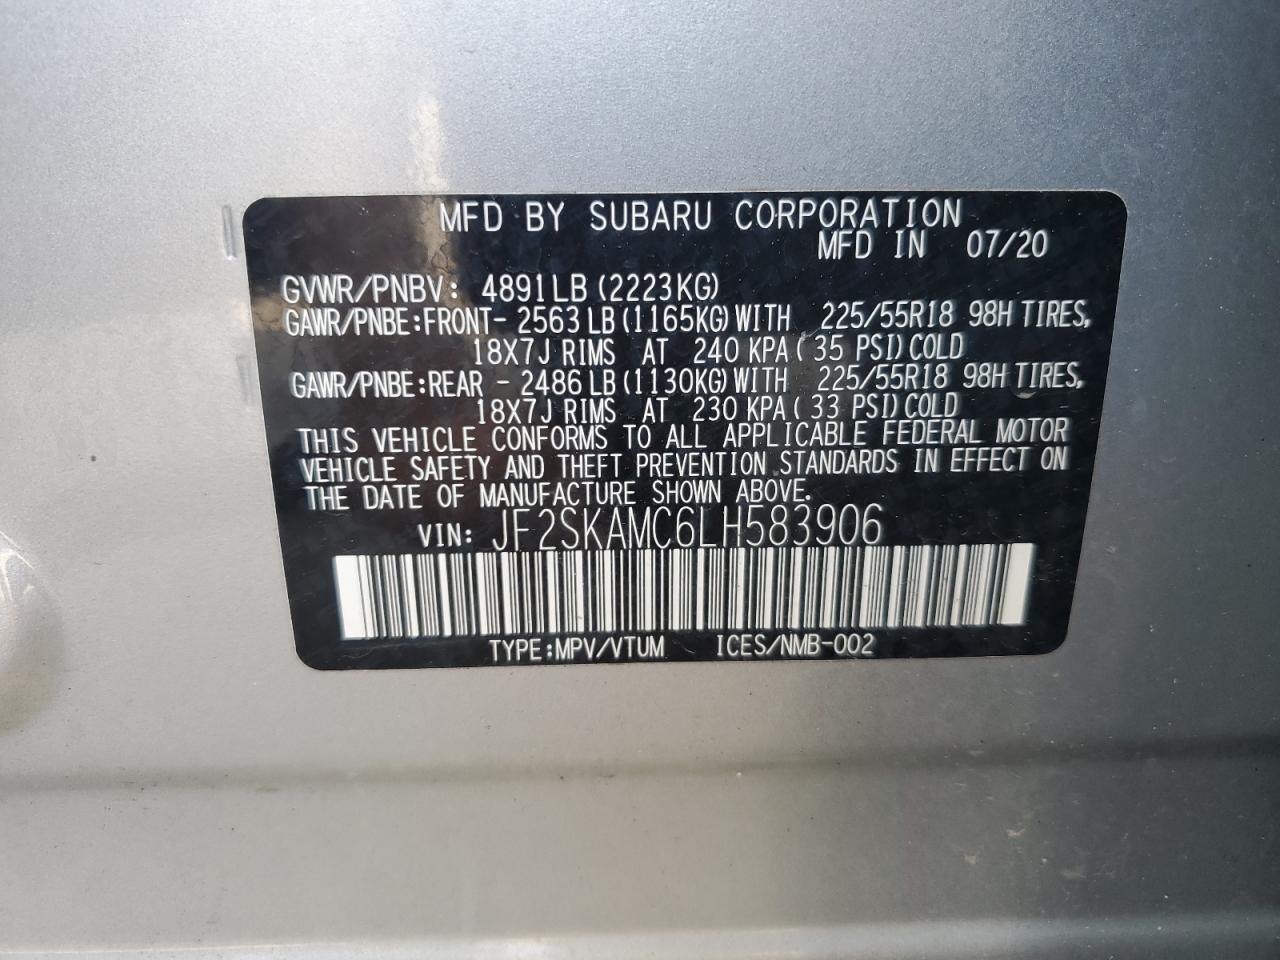 MFD BY SUBARU CORPORATION
MFD IN 07/20
GVWR/PNBV: 4891LB (2223KG)
GAWR/PNBE:FRONT- 2563 LB (1165KG) WITH 225/55R18 98H TIRES,
18X7J RIMS AT 240 KPA ( 35 PSI) COLD
GAWR/PNBE:REAR - 2486 LB (1130KG) WITH 225/55R18 98H TIRES,
18X7J RIMS AT 230 KPA ( 33 PSI) COLD
THIS VEHICLE CONFORMS TO ALL APPLICABLE FEDERAL MOTOR
VEHICLE SAFETY AND THEFT PREVENTION STANDARDS IN EFFECT ON
THE DATE OF MANUFACTURE SHOWN ABOVE.
VIN: JF2SKAMC6LH583906
TYPE:MPV/VTUM ICES/NMB-002